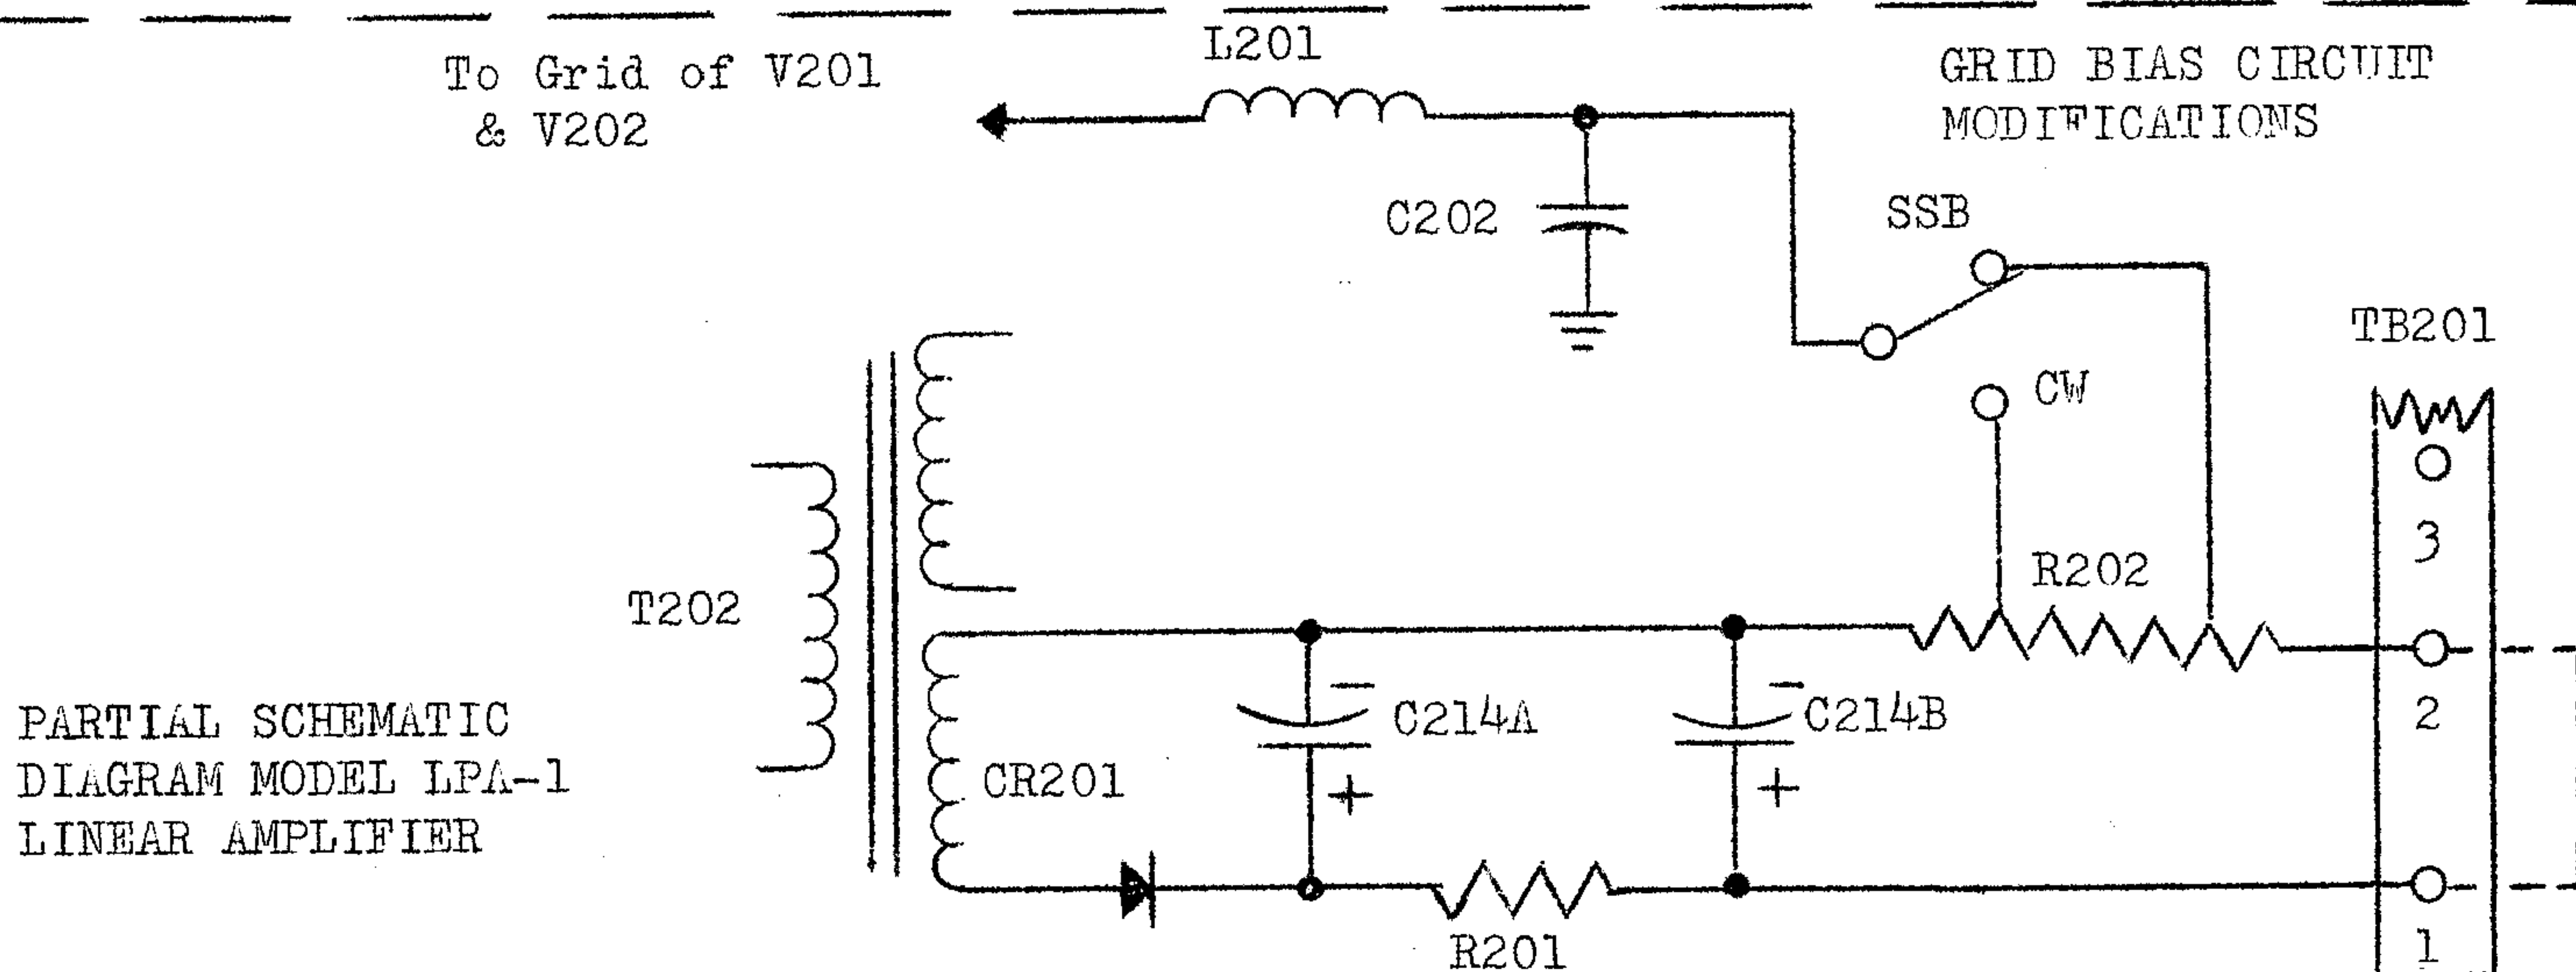 To Grid of V201
& V202
L201
GRID BIAS CIRCUIT
MODIFICATIONS
C202
SSB
CW
TB201
3
R202
T202
2
C214A
C214B
−
−
+
+
CR201
PARTIAL SCHEMATIC
DIAGRAM MODEL LPA-1
LINEAR AMPLIFIER
R201
1